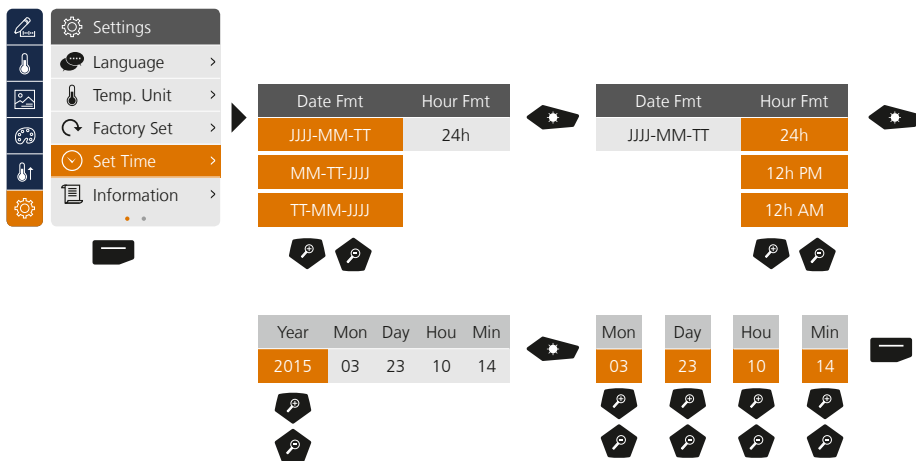 Settings
Language
Temp. Unit
Factory Set
Set Time
Information
Date Fmt Hour Fmt
JJJJ-MM-TT 24h
MM-TT-JJJJ
TT-MM-JJJJ
Date Fmt Hour Fmt
JJJJ-MM-TT 24h
12h PM
12h AM
Year Mon Day Hou Min
2015 03 23 10 14
Mon Day Hou Min
03 23 10 14